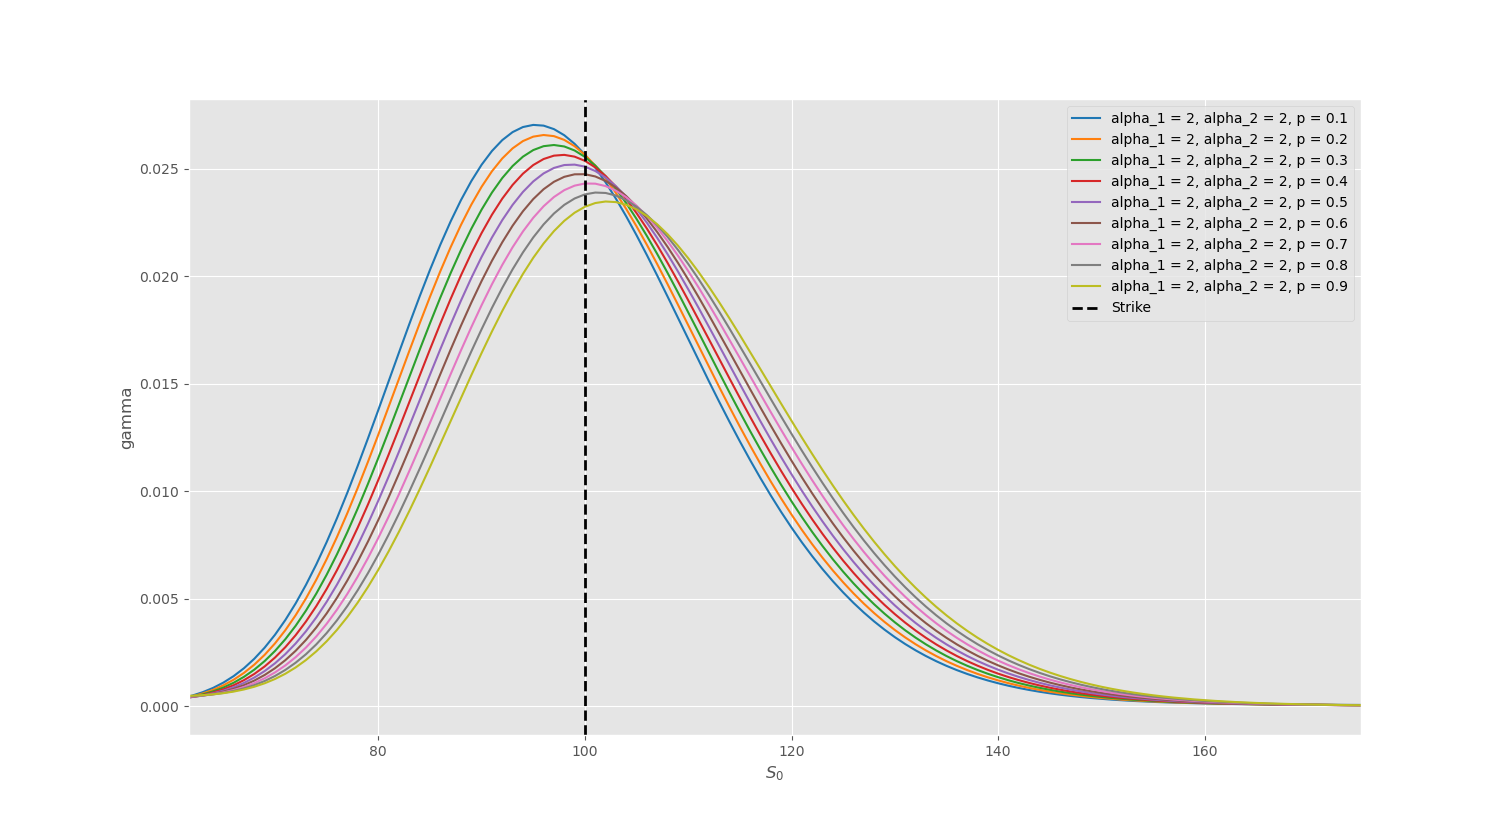 alpha_1 = 2, alpha_2 = 2, p = 0.1
alpha_1 = 2, alpha_2 = 2, p = 0.2
alpha_1 = 2, alpha_2 = 2, p = 0.3
alpha_1 = 2, alpha_2 = 2, p = 0.4
alpha_1 = 2, alpha_2 = 2, p = 0.5
alpha_1 = 2, alpha_2 = 2, p = 0.6
alpha_1 = 2, alpha_2 = 2, p = 0.7
alpha_1 = 2, alpha_2 = 2, p = 0.8
alpha_1 = 2, alpha_2 = 2, p = 0.9
Strike
0.025
0.020
0.015
0.010
0.005
0.000
gamma
80 100 120 140 160
S_0